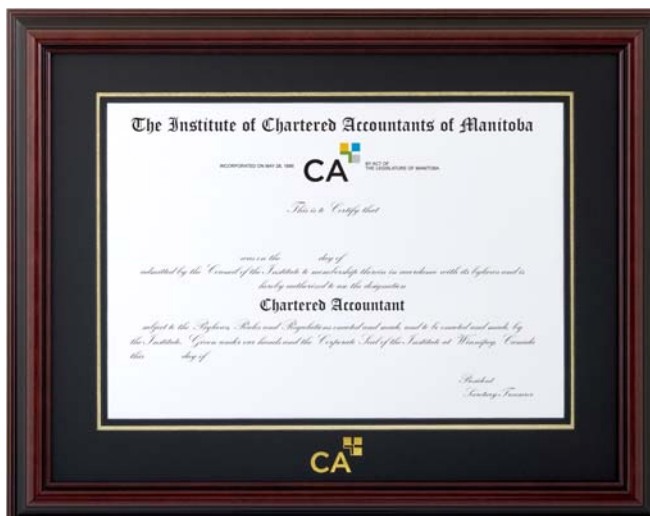 The Institute of Chartered Accountants of Manitoba
INCORPORATED ON MAY 28, 1886 CA BY ACT OF
THE LEGISLATURE OF MANITOBA
This is to Certify that
was on the day of
admitted by the Council of the Institute to membership therein in accordance with its bylaws and is
hereby authorized to use the designation
Chartered Accountant
subject to the Bylaws, Rules and Regulations enacted and made, and to be enacted and made, by
the Institute. Given under our hands and the Corporate Seal of the Institute at Winnipeg, Canada
this day of
President
Secretary-Treasurer
CA